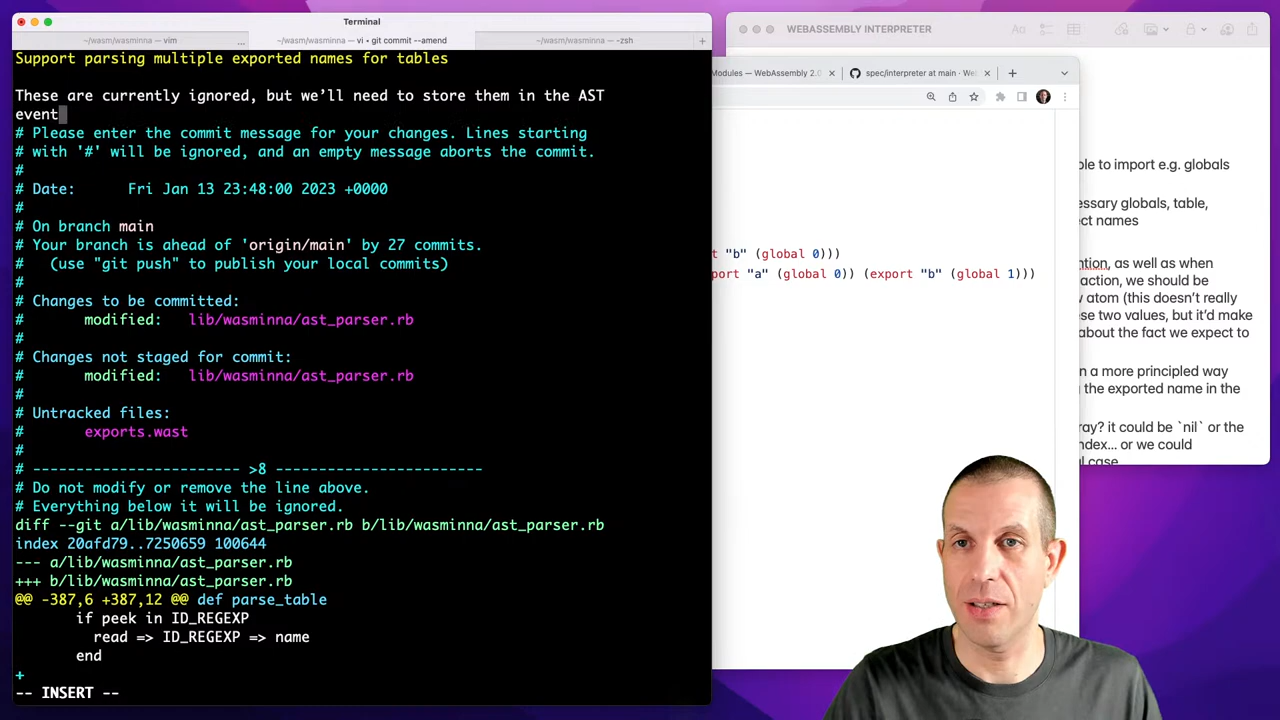 Terminal
~/wasm/wasminna — vim
...
~/wasm/wasminna — vi • git commit --amend
~/wasm/wasminna — -zsh
Support parsing multiple exported names for tables
These are currently ignored, but we’ll need to store them in the AST
event
# Please enter the commit message for your changes. Lines starting
# with '#' will be ignored, and an empty message aborts the commit.
#
# Date:      Fri Jan 13 23:48:00 2023 +0000
#
# On branch main
# Your branch is ahead of 'origin/main' by 27 commits.
#   (use "git push" to publish your local commits)
#
# Changes to be committed:
#       modified:   lib/wasminna/ast_parser.rb
#
# Changes not staged for commit:
#       modified:   lib/wasminna/ast_parser.rb
#
# Untracked files:
#       exports.wast
#
# ------------------------ >8 ------------------------
# Do not modify or remove the line above.
# Everything below it will be ignored.
diff --git a/lib/wasminna/ast_parser.rb b/lib/wasminna/ast_parser.rb
index 20afd79..7250659 100644
--- a/lib/wasminna/ast_parser.rb
+++ b/lib/wasminna/ast_parser.rb
@@ -387,6 +387,12 @@ def parse_table
       if peek in ID_REGEXP
         read => ID_REGEXP => name
       end
+
-- INSERT --
WEBASSEMBLY INTERPRETER
Modules — WebAssembly 2.0
spec/interpreter at main · We
t "b" (global 0)))
port "a" (global 0)) (export "b" (global 1)))
ble to import e.g. globals
essary globals, table,
ect names
ntion, as well as when
action, we should be
w atom (this doesn’t really
se two values, but it’d make
about the fact we expect to
n a more principled way
g the exported name in the
ray? it could be `nil` or the
ndex… or we could
al case